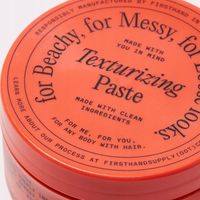 RESPONSIBLY MANUFACTURED BY FIRSTHAND
for Beachy, for Messy, for
Looks.
MADE WITH
YOU IN MIND
Texturizing
Paste
MADE WITH CLEAN
INGREDIENTS
FOR ME. FOR YOU.
FOR ANY BODY WITH HAIR.
LEARN MORE ABOUT OUR PROCESS AT FIRSTHANDSUPPLY(DOT)